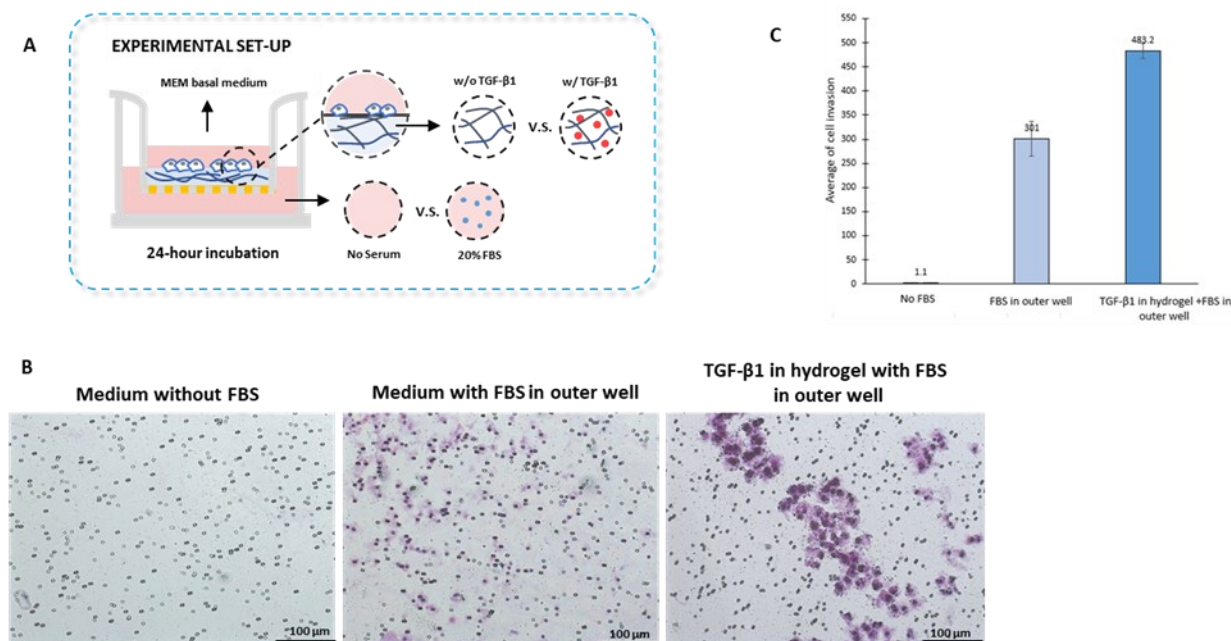 A
EXPERIMENTAL SET-UP
MEM basal medium
w/o TGF-β1
w/ TGF-β1
V.S.
V.S.
24-hour incubation
No Serum
20% FBS
C
Average of cell invasion
550
500
450
400
350
300
250
200
150
100
50
0
1.1
301
483.2
No FBS
FBS in outer well
TGF-β1 in hydrogel +FBS in
outer well
B
Medium without FBS
Medium with FBS in outer well
TGF-β1 in hydrogel with FBS
in outer well
100 µm
100 µm
100 µm